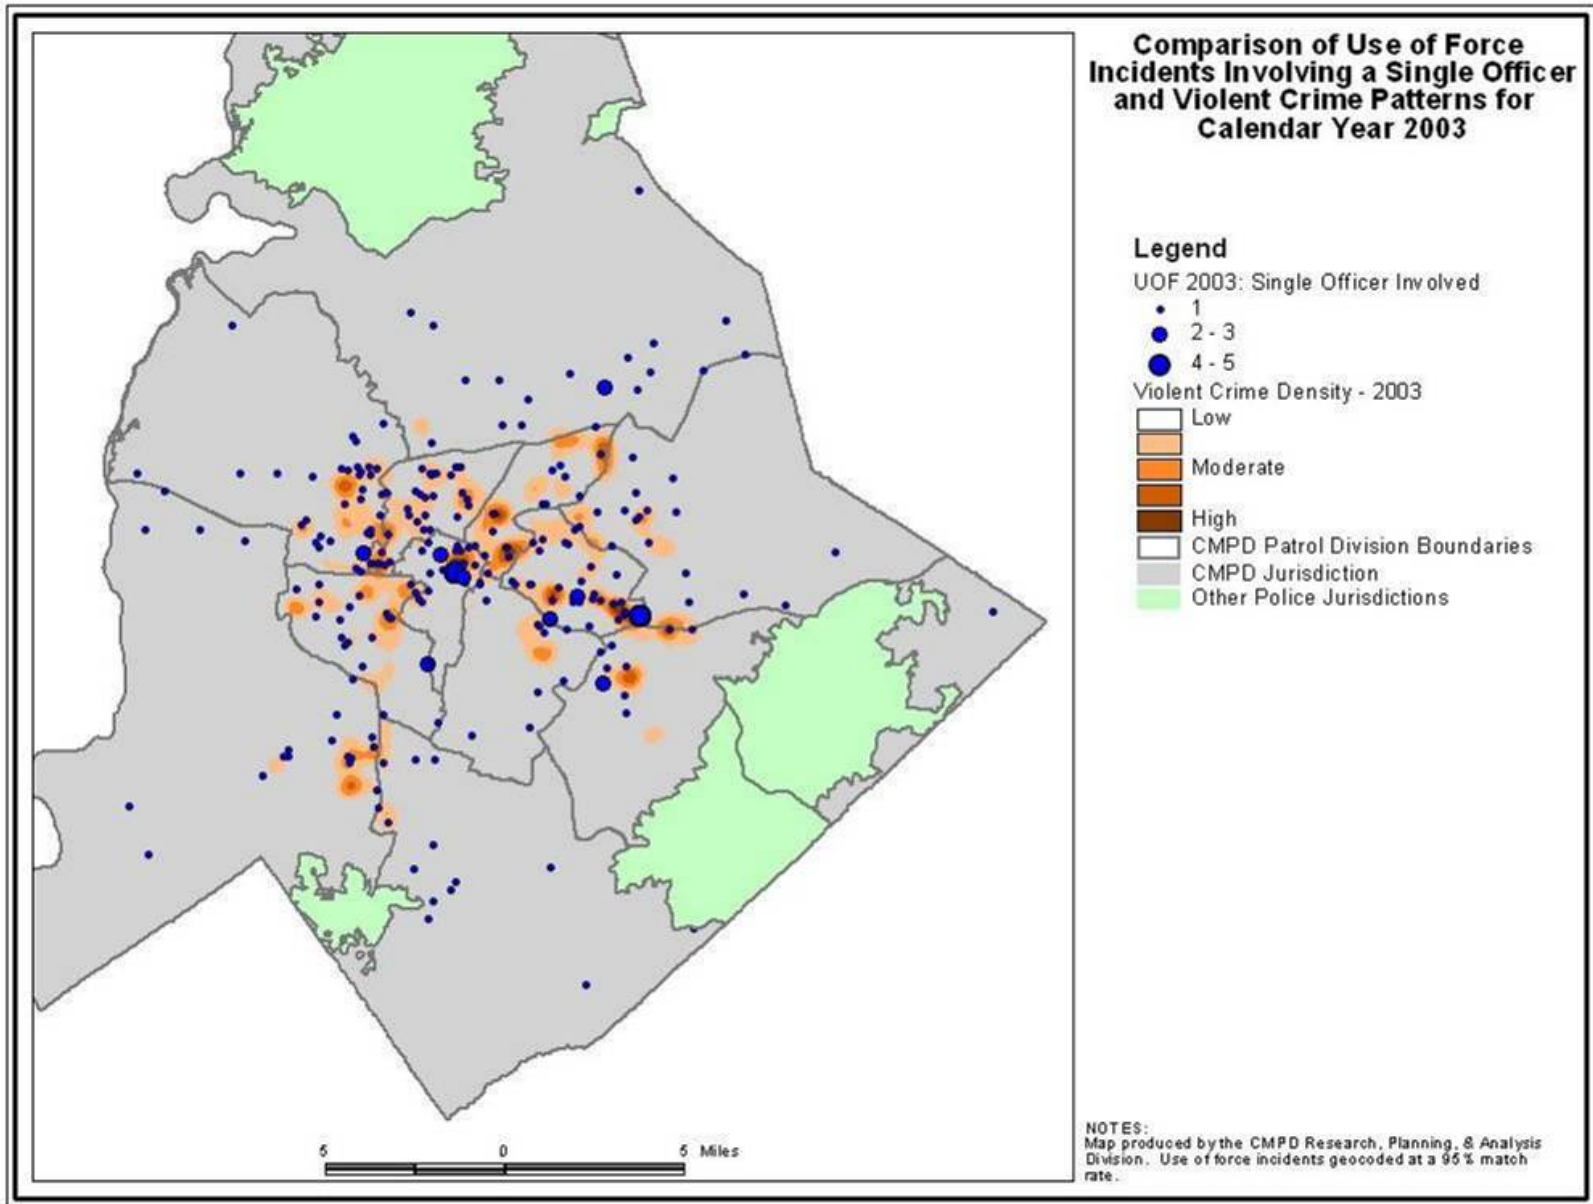 Comparison of Use of Force
Incidents Involving a Single Officer
and Violent Crime Patterns for
Calendar Year 2003
Legend
UOF 2003: Single Officer Involved
1
2 - 3
4 - 5
Violent Crime Density - 2003
Low
Moderate
High
CMPD Patrol Division Boundaries
CMPD Jurisdiction
Other Police Jurisdictions
5 0 5 Miles
NOTES:
Map produced by the CMPD Research, Planning, & Analysis
Division. Use of force incidents geocoded at a 95% match
rate.